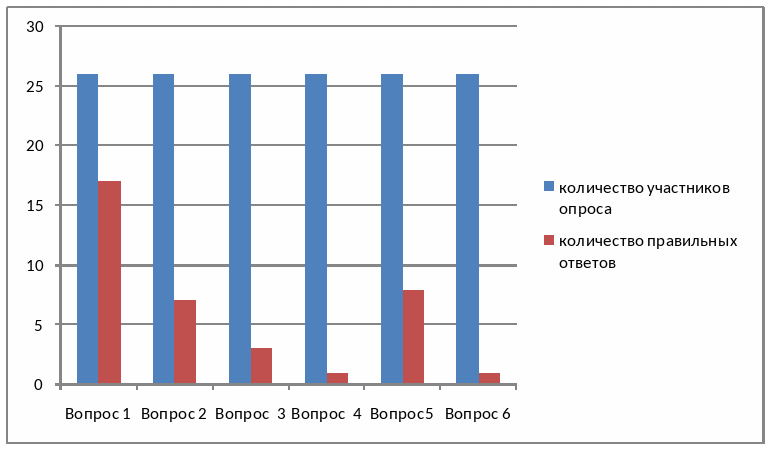 30
25
20
15
10
5
0
Вопрос 1 Вопрос 2 Вопрос  3 Вопрос  4 Вопрос5 Вопрос 6
количество участников
опроса
количество правильных
ответов